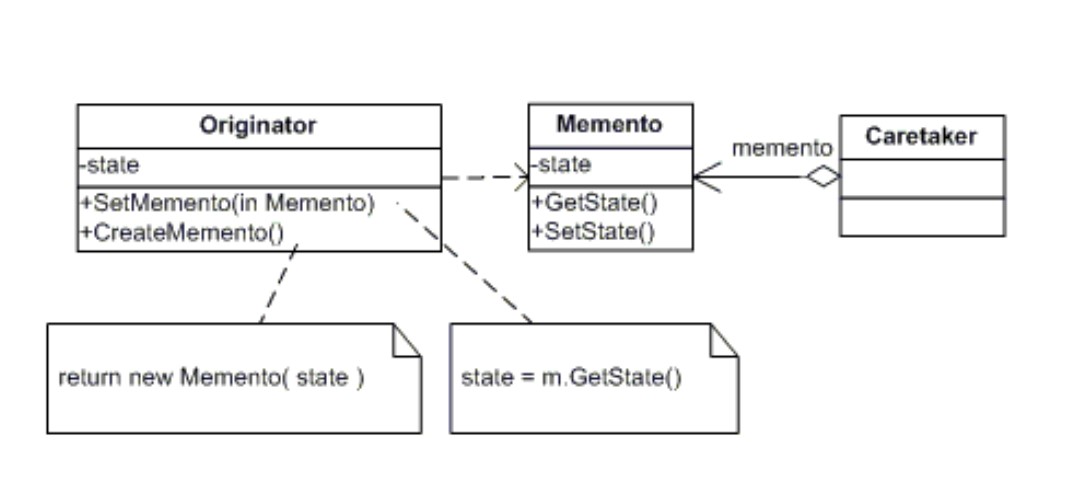 Originator
-state
+SetMemento(in Memento)
+CreateMemento()
Memento
-state
+GetState()
+SetState()
memento
Caretaker
return new Memento( state )
state = m.GetState()